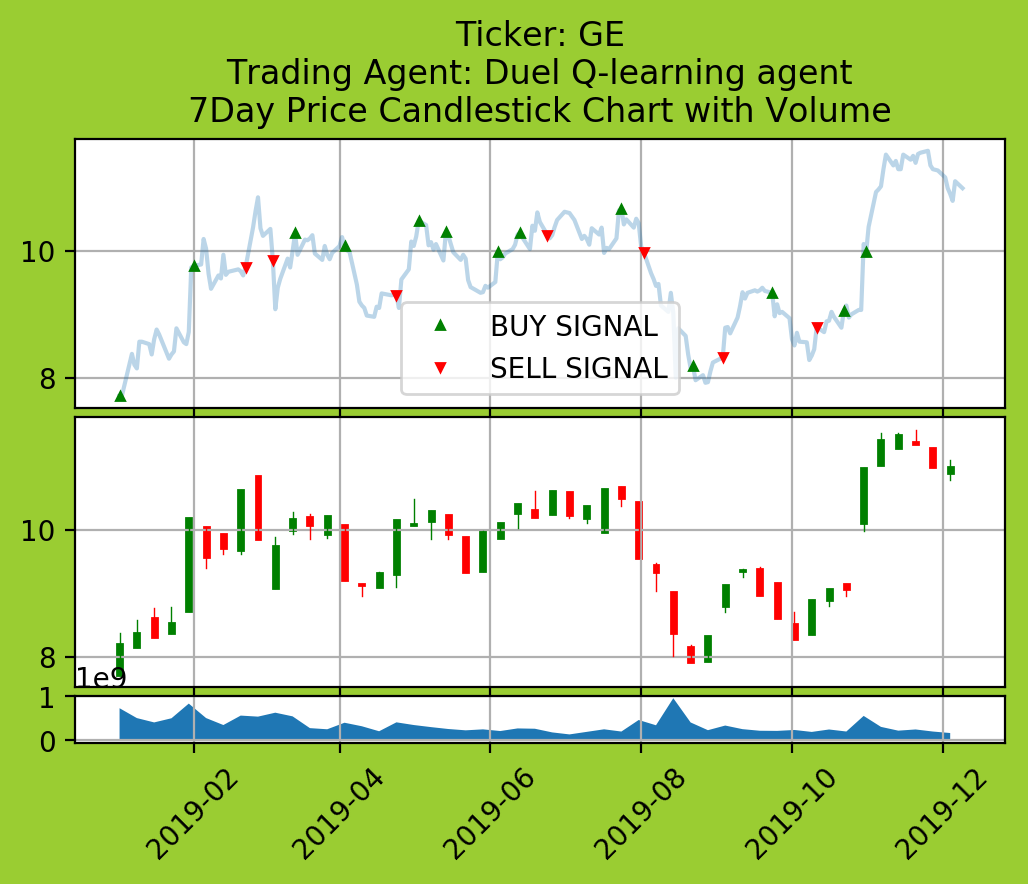 Ticker: GE
Trading Agent: Duel Q-learning agent
7Day Price Candlestick Chart with Volume
10
8
BUY SIGNAL
SELL SIGNAL
10
8
1e9
1
0
2019-02
2019-04
2019-06
2019-08
2019-10
2019-12